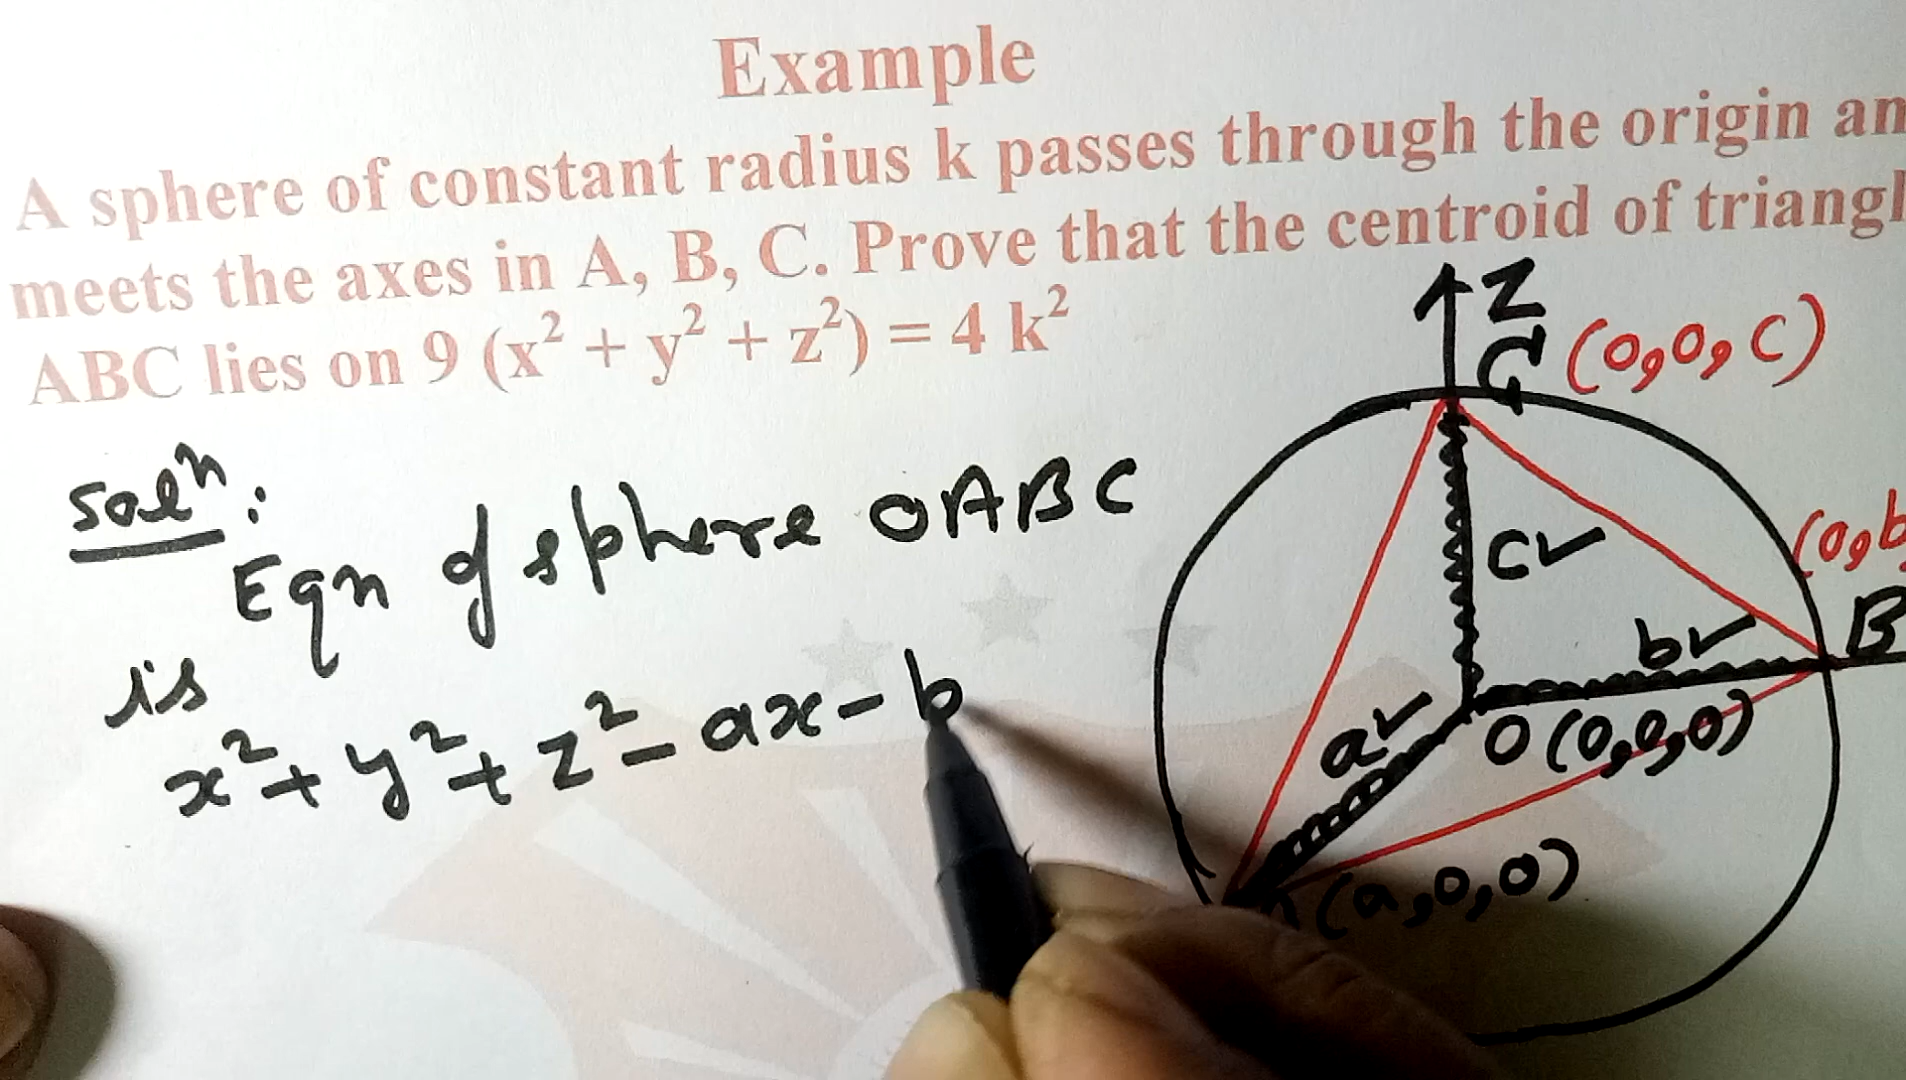 Example
A sphere of constant radius k passes through the origin an
meets the axes in A, B, C. Prove that the centroid of triangl
ABC lies on 9 (x² + y² + z²) = 4 k²
Z
C (0,0,C)
Solⁿ:
Eqn of sphere OABC
is
x²+y²+z²-ax-b
C✓
(0,b
B
b✓
a✓
O (0,0,0)
(a,0,0)